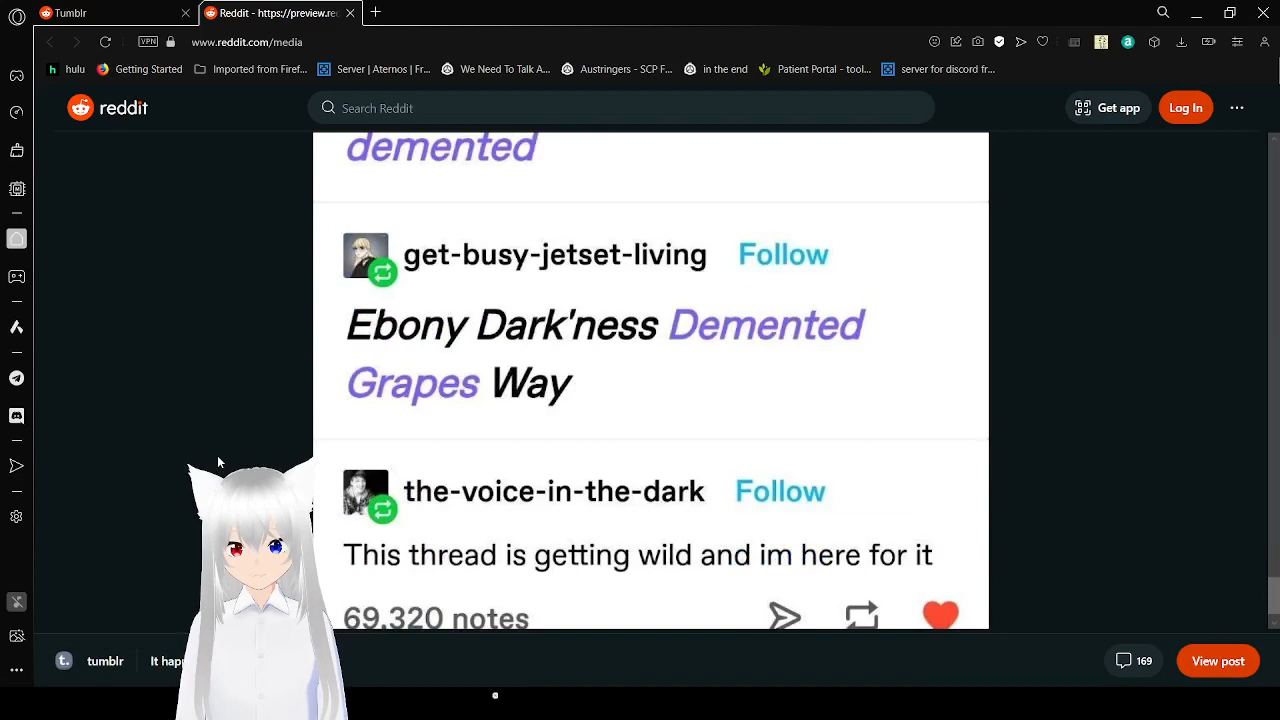 Tumblr
Reddit - https://preview.red
www.reddit.com/media
VPN
hulu
Getting Started
Imported from Firef...
Server | Aternos | Fr...
We Need To Talk A...
Austringers - SCP F...
in the end
Patient Portal - tool...
server for discord fr...
reddit
Search Reddit
Get app
Log In
demented
get-busy-jetset-living Follow
Ebony Dark'ness Demented
Grapes Way
the-voice-in-the-dark Follow
This thread is getting wild and im here for it
69,320 notes
tumblr
It hap
169
View post